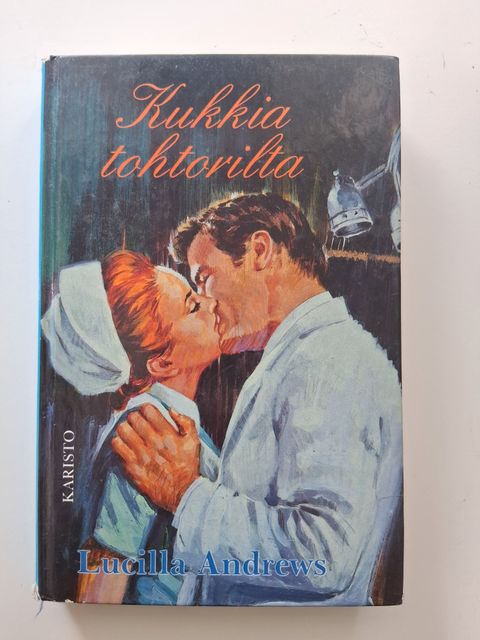 Kukkia
tohtorilta
KARISTO
Lucilla Andrews